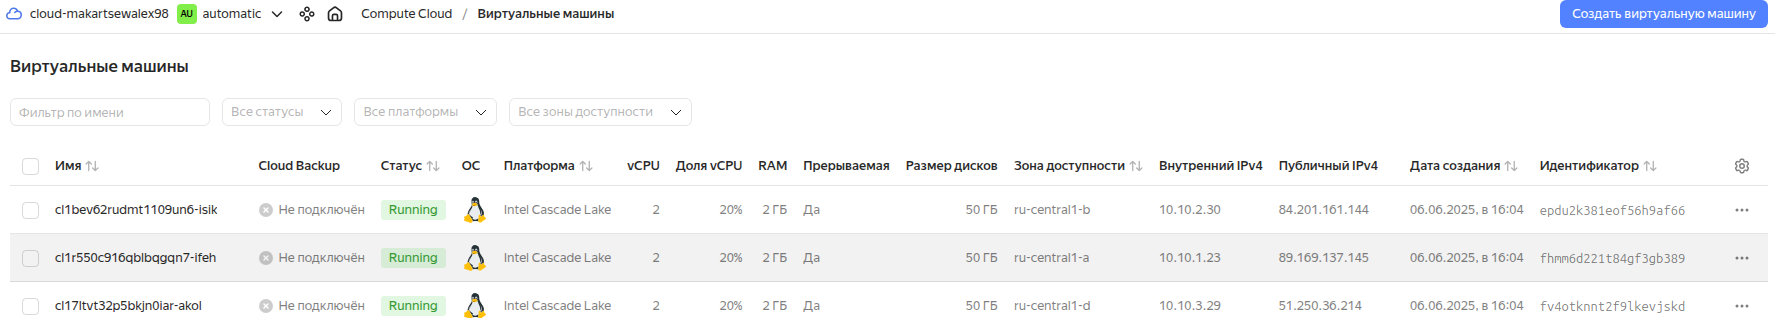 cloud-makartsewalex98 AU automatic Compute Cloud / Виртуальные машины Создать виртуальную машину
Виртуальные машины
Фильтр по имени Все статусы Все платформы Все зоны доступности
Имя Cloud Backup Статус ОС Платформа vCPU Доля vCPU RAM Прерываемая Размер дисков Зона доступности Внутренний IPv4 Публичный IPv4 Дата создания Идентификатор
cl1bev62rudmt1109un6-isik Не подключён Running Intel Cascade Lake 2 20% 2 ГБ Да 50 ГБ ru-central1-b 10.10.2.30 84.201.161.144 06.06.2025, в 16:04 epdu2k381eof56h9af66
cl1r550c916qblbqgqn7-ifeh Не подключён Running Intel Cascade Lake 2 20% 2 ГБ Да 50 ГБ ru-central1-a 10.10.1.23 89.169.137.145 06.06.2025, в 16:04 fhmm6d221t84gf3gb389
cl17ltvt32p5bkjn0iar-akol Не подключён Running Intel Cascade Lake 2 20% 2 ГБ Да 50 ГБ ru-central1-d 10.10.3.29 51.250.36.214 06.06.2025, в 16:04 fv4otknnt2f9lkevjskd